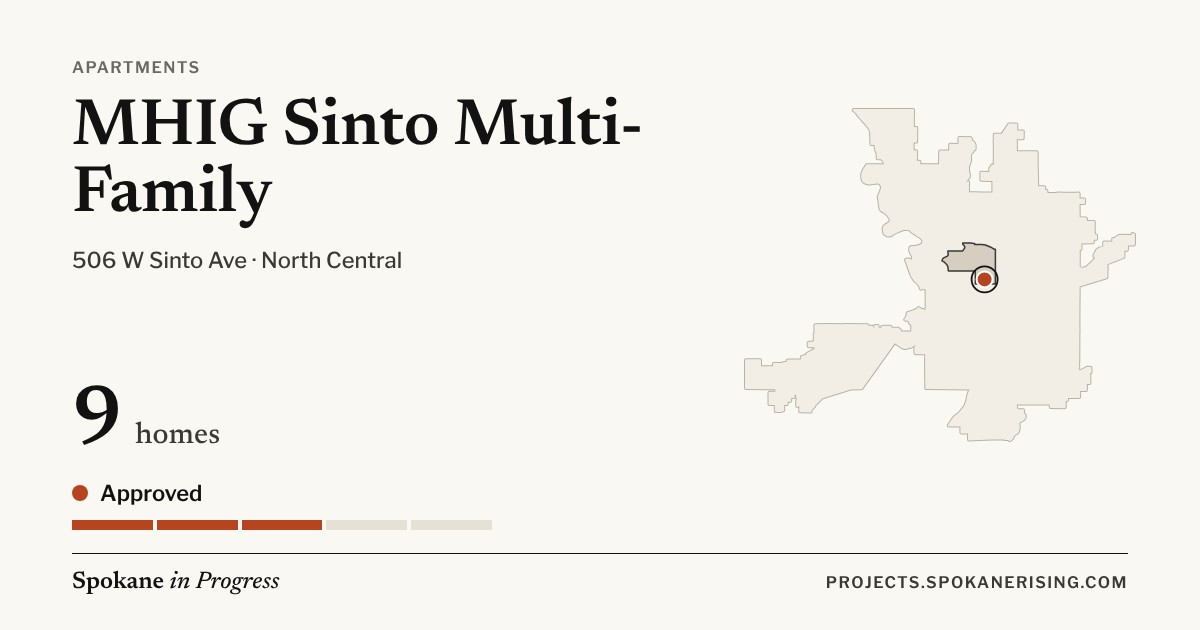 APARTMENTS
MHIG Sinto Multi-
Family
506 W Sinto Ave · North Central
9 homes
Approved
Spokane in Progress
PROJECTS.SPOKANERISING.COM